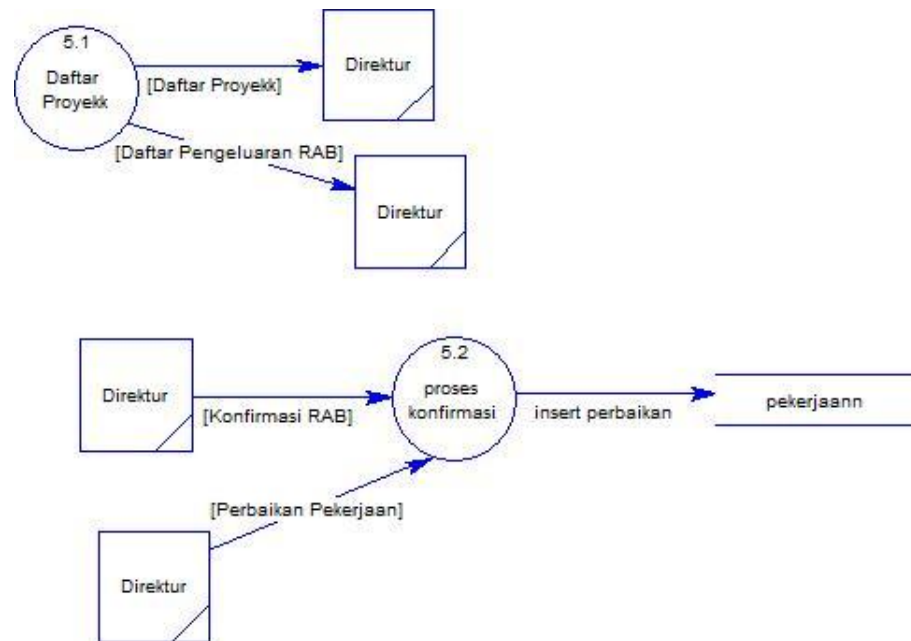 5.1
Daftar
Proyekk
[Daftar Proyekk]
Direktur
[Daftar Pengeluaran RAB]
Direktur
Direktur
[Konfirmasi RAB]
5.2
proses
konfirmasi
insert perbaikan
pekerjaann
[Perbaikan Pekerjaan]
Direktur